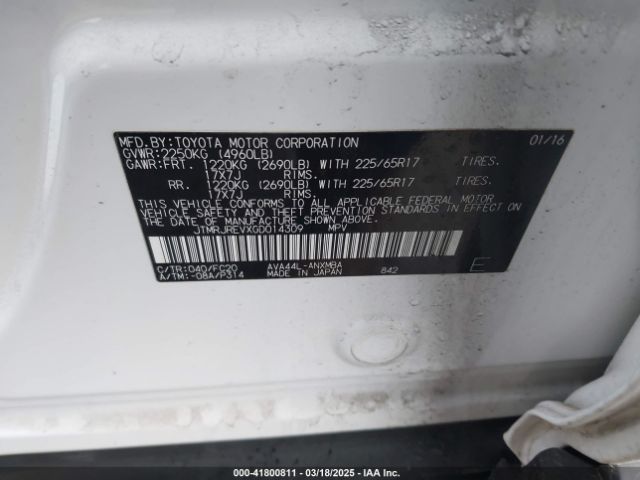 MFD.BY:TOYOTA MOTOR CORPORATION 01/16
GVWR:2250KG (4960LB)
GAWR:FRT. 1220KG (2690LB) WITH 225/65R17 TIRES.
17X7J RIMS.
RR. 1220KG (2690LB) WITH 225/65R17 TIRES.
17X7J RIMS.
THIS VEHICLE CONFORMS TO ALL APPLICABLE FEDERAL MOTOR
VEHICLE SAFETY AND THEFT PREVENTION STANDARDS IN EFFECT
ON THE DATE OF MANUFACTURE SHOWN ABOVE.
JTMRJREVXGD014309 MPV
C/TR:040/FC20 AVA44L-ANXMBA 842
A/TM:-08A/P314 MADE IN JAPAN E
000-41800811 — 03/18/2025 — IAAI.COM